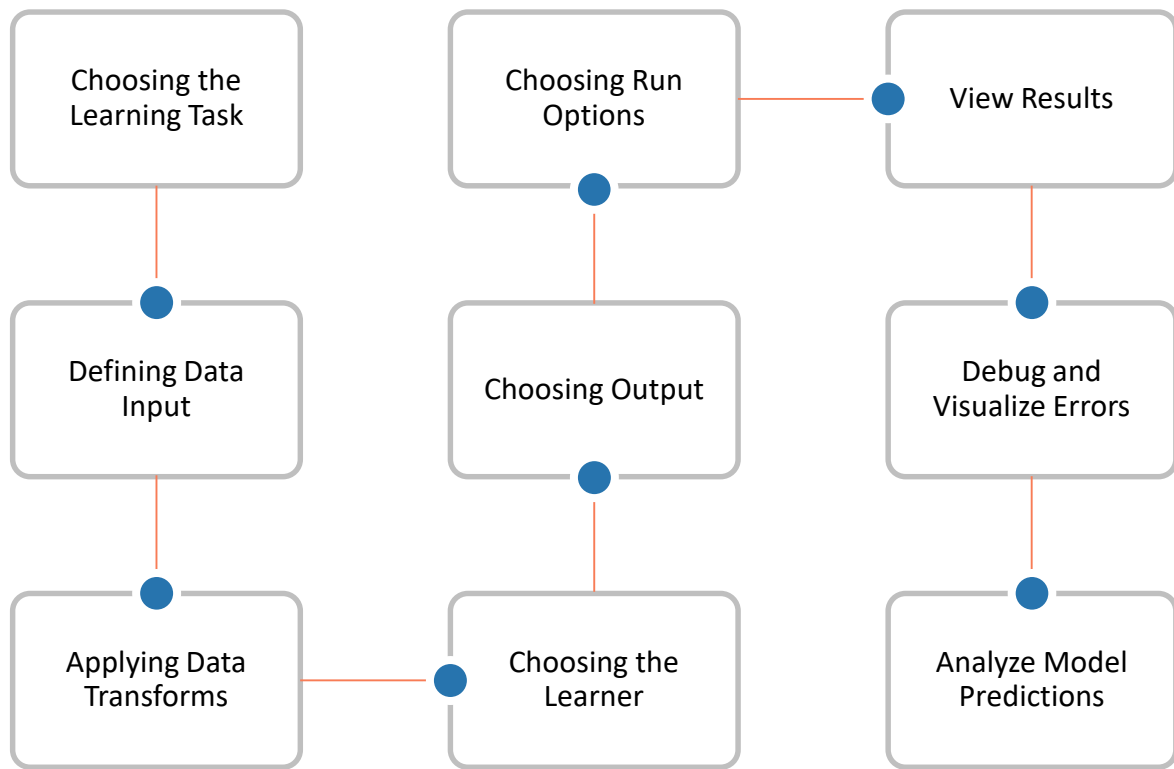 Choosing the
Learning Task
Defining Data
Input
Applying Data
Transforms
Choosing the
Learner
Choosing Output
Choosing Run
Options
View Results
Debug and
Visualize Errors
Analyze Model
Predictions